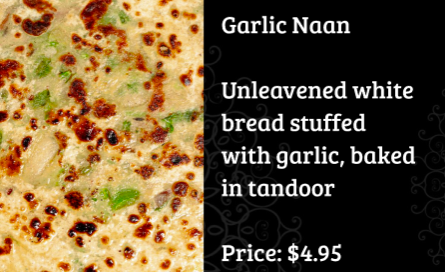 Garlic Naan
Unleavened white
bread stuffed
with garlic, baked
in tandoor
Price: $4.95